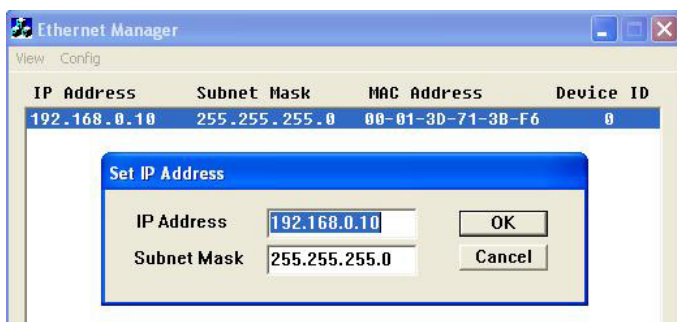 Ethernet Manager
View Config
IP Address Subnet Mask MAC Address Device ID
192.168.0.10 255.255.255.0 00-01-3D-71-3B-F6 0
Set IP Address
IP Address 192.168.0.10 OK
Subnet Mask 255.255.255.0 Cancel